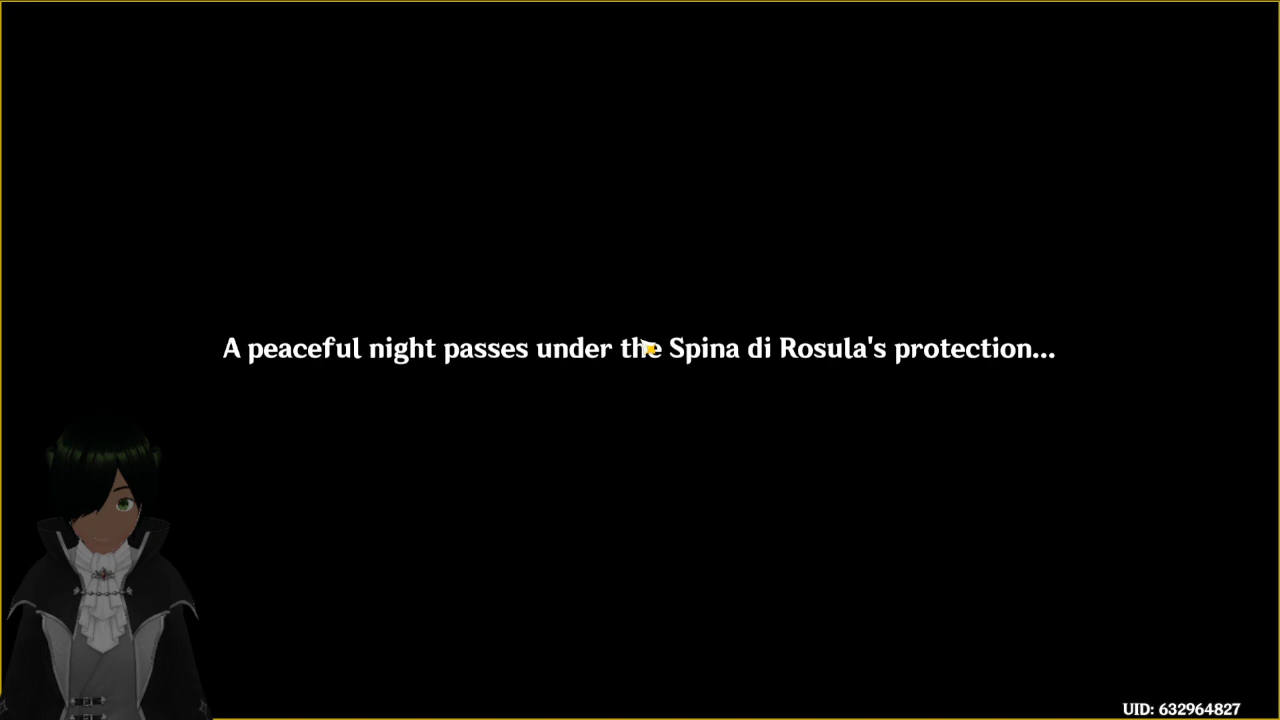 A peaceful night passes under the Spina di Rosula's protection...
UID: 632964827